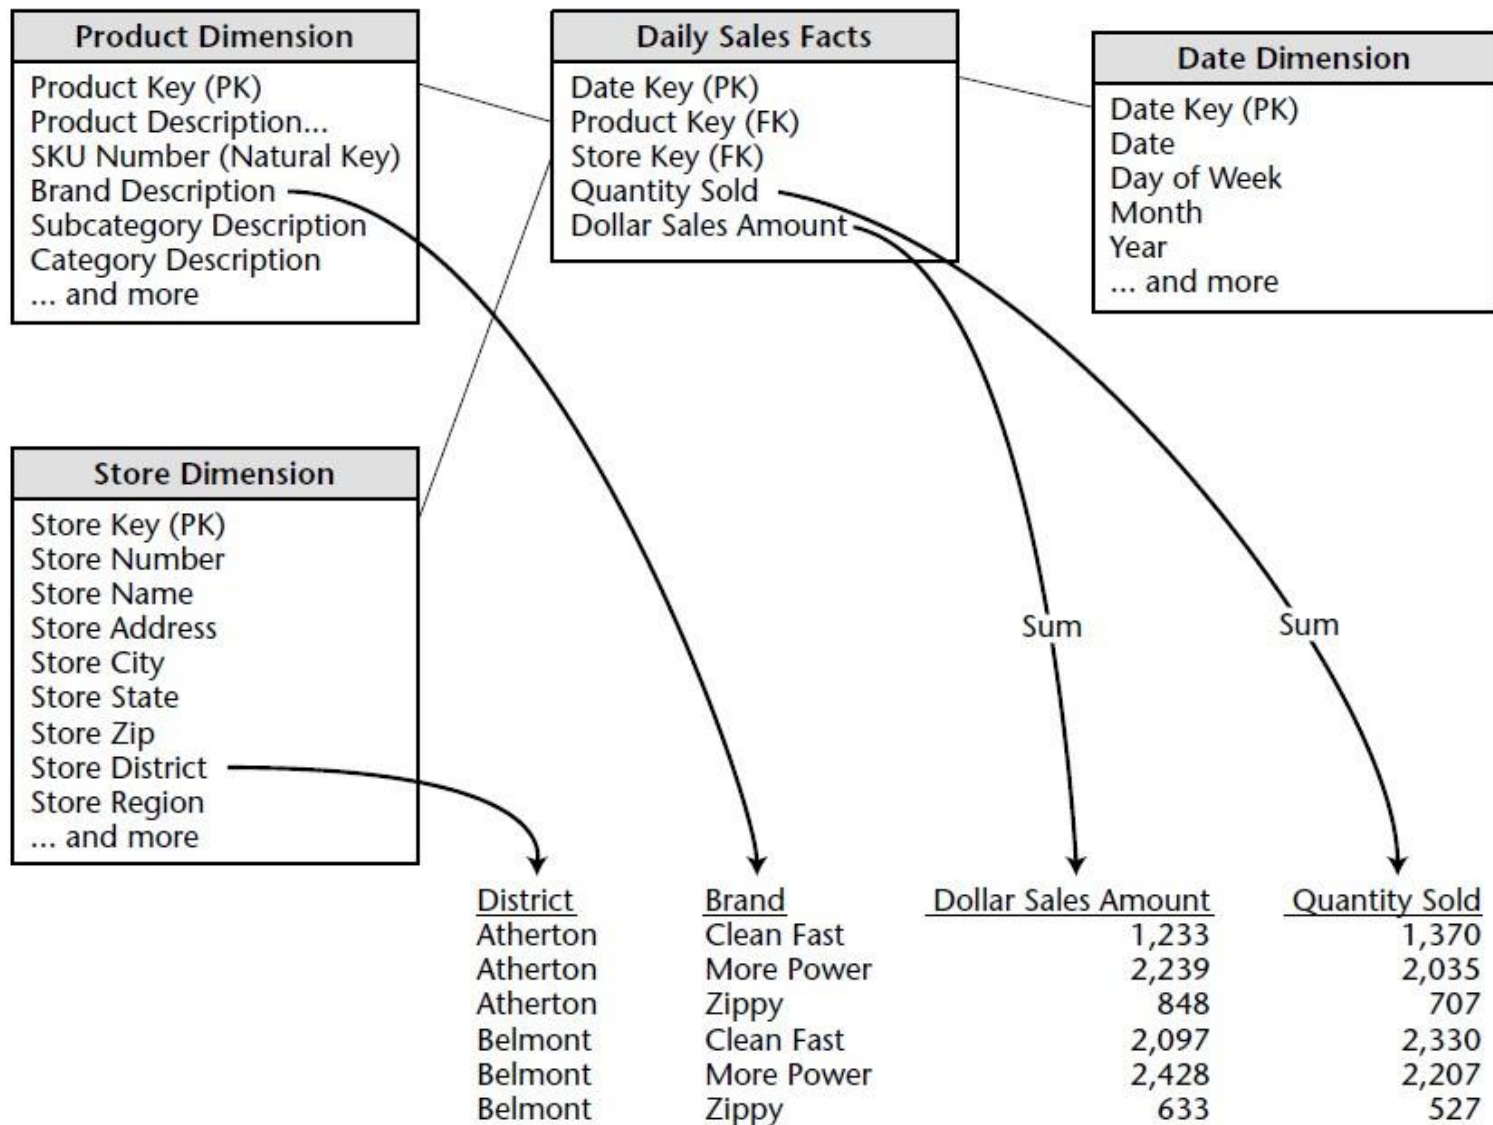 Product Dimension
Product Key (PK)
Product Description...
SKU Number (Natural Key)
Brand Description
Subcategory Description
Category Description
... and more
Daily Sales Facts
Date Key (PK)
Product Key (FK)
Store Key (FK)
Quantity Sold
Dollar Sales Amount
Date Dimension
Date Key (PK)
Date
Day of Week
Month
Year
... and more
Store Dimension
Store Key (PK)
Store Number
Store Name
Store Address
Store City
Store State
Store Zip
Store District
Store Region
... and more
Sum
Sum
District Brand Dollar Sales Amount Quantity Sold
Atherton Clean Fast 1,233 1,370
Atherton More Power 2,239 2,035
Atherton Zippy 848 707
Belmont Clean Fast 2,097 2,330
Belmont More Power 2,428 2,207
Belmont Zippy 633 527